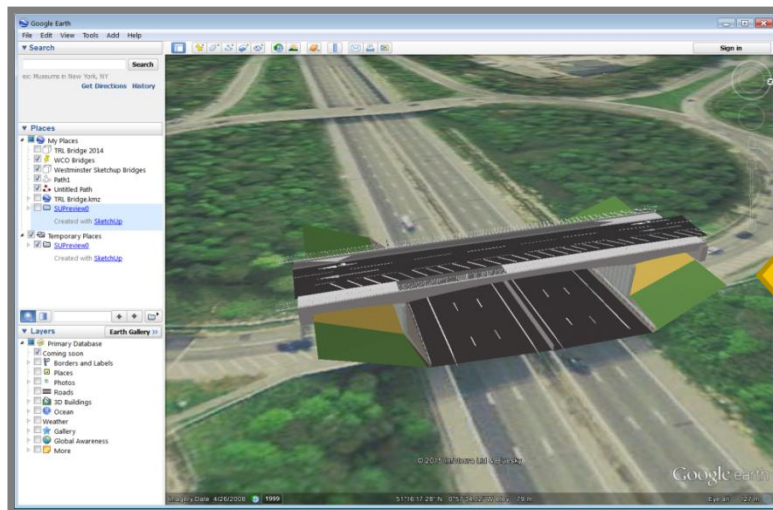 Google Earth
File Edit View Tools Add Help
▼ Search
Search
ex: Museums in New York, NY
Get Directions History
Sign in
▼ Places
My Places
TRL Bridge 2014
WCO Bridges
Westminster Sketchup Bridges
Path1
Untitled Path
TRL Bridge.kmz
SUPreview0
Created with SketchUp
Temporary Places
SUPreview0
Created with SketchUp
▼ Layers
Earth Gallery >>
Primary Database
Coming soon
Borders and Labels
Places
Photos
Roads
3D Buildings
Ocean
Weather
Gallery
Global Awareness
More
Google earth
Imagery Date: 4/26/2008
1999
Eye alt